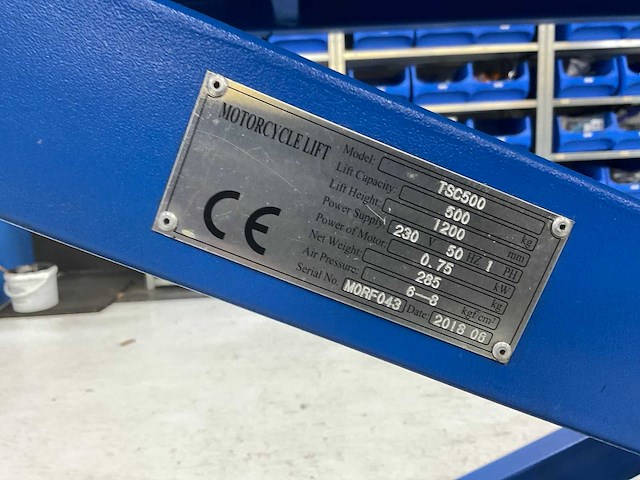 MOTORCYCLE LIFT
CE
Model: TSC500
Lift Capacity: 500 kg
Lift Height: 1200 mm
Power Supply: 230 V 50 HZ 1 PH
Power of Motor: 0.75 kW
Net Weight: 285 kg
Air Pressure: 6—8 kgf/cm²
Serial No. MORF043 Date: 2018 06